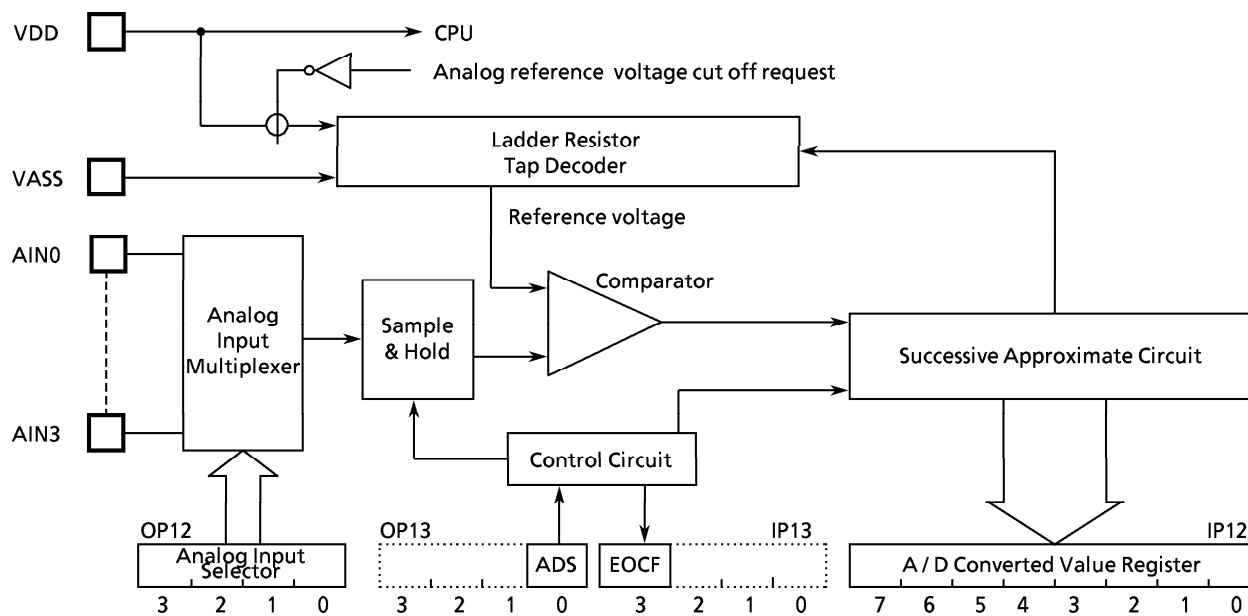 VDD
CPU
Analog reference voltage cut off request
Ladder Resistor
Tap Decoder
VASS
Reference voltage
AIN0
Comparator
Analog
Input
Multiplexer
Sample
& Hold
Successive Approximate Circuit
AIN3
Control Circuit
OP12
OP13
IP13
IP12
Analog Input
Selector
ADS
EOCF
A / D Converted Value Register
3 2 1 0
3 2 1 0
3 2 1 0
7 6 5 4 3 2 1 0